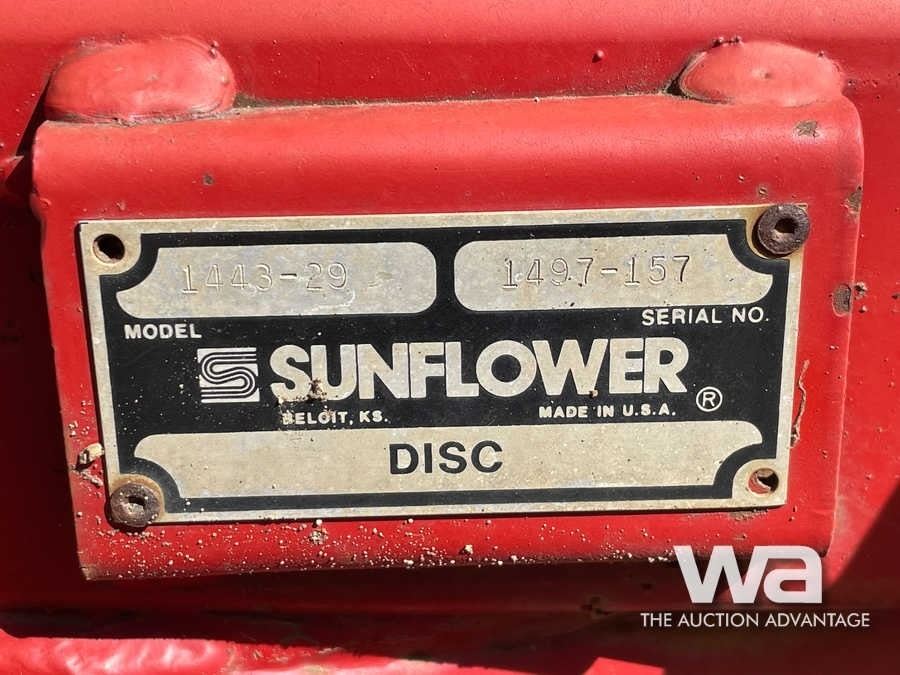 1443-29
1497-157
MODEL
SERIAL NO.
SUNFLOWER ®
BELOIT, KS.
MADE IN U.S.A.
DISC
wa
THE AUCTION ADVANTAGE